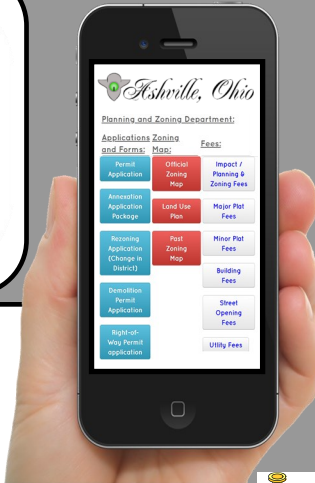 Ashville, Ohio
Planning and Zoning Department:
Applications
and Forms:
Permit
Application
Annexation
Application
Package
Rezoning
Application
(Change in
District)
Demolition
Permit
Application
Right-of-
Way Permit
application
Zoning
Map:
Official
Zoning
Map
Land Use
Plan
Past
Zoning
Map
Fees:
Impact /
Planning &
Zoning Fees
Major Plat
Fees
Minor Plat
Fees
Building
Fees
Street
Opening
Fees
Utlity Fees